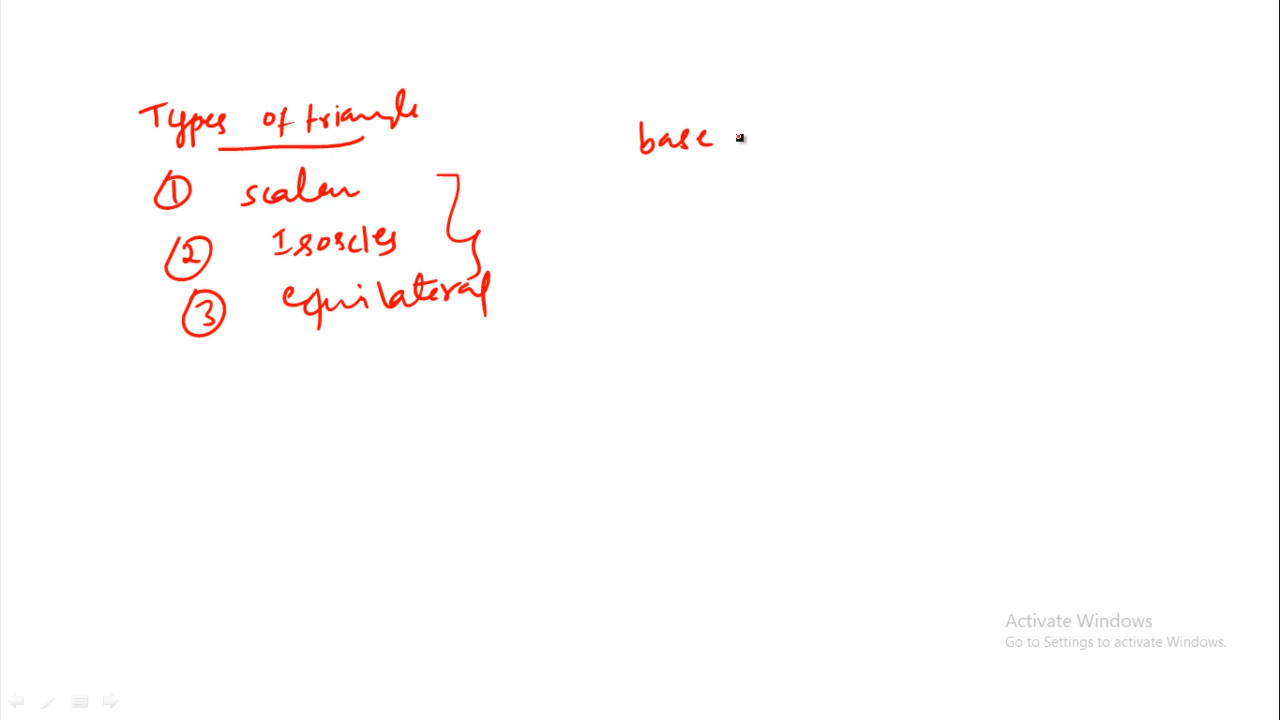 Types of triangle
① scalen
② Isoscles
③ equilateral
base
Activate Windows
Go to Settings to activate Windows.